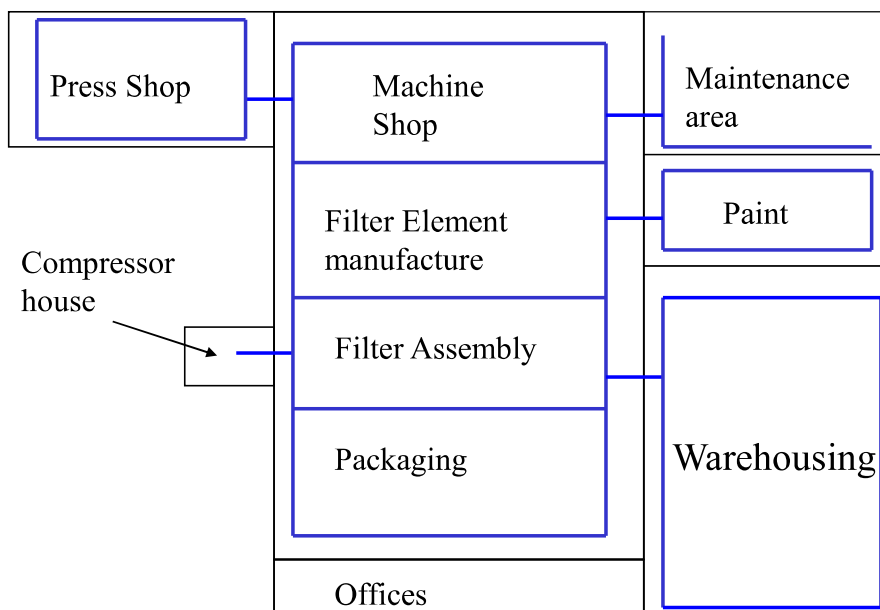 Press Shop
Machine
Shop
Maintenance
area
Filter Element
manufacture
Paint
Compressor
house
Filter Assembly
Packaging
Warehousing
Offices